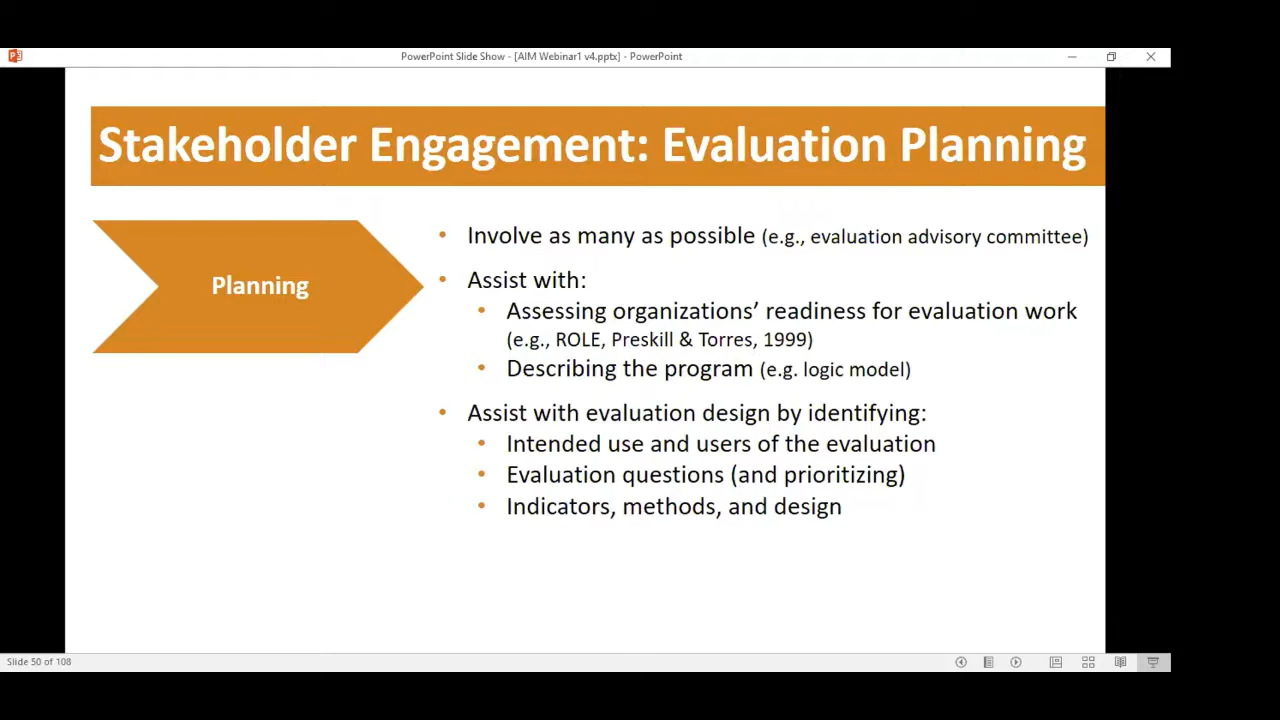 PowerPoint Slide Show - [AIM Webinar1 v4.pptx] - PowerPoint
Stakeholder Engagement: Evaluation Planning
Planning
• Involve as many as possible (e.g., evaluation advisory committee)
• Assist with:
• Assessing organizations’ readiness for evaluation work
(e.g., ROLE, Preskill & Torres, 1999)
• Describing the program (e.g. logic model)
• Assist with evaluation design by identifying:
• Intended use and users of the evaluation
• Evaluation questions (and prioritizing)
• Indicators, methods, and design
Slide 50 of 108